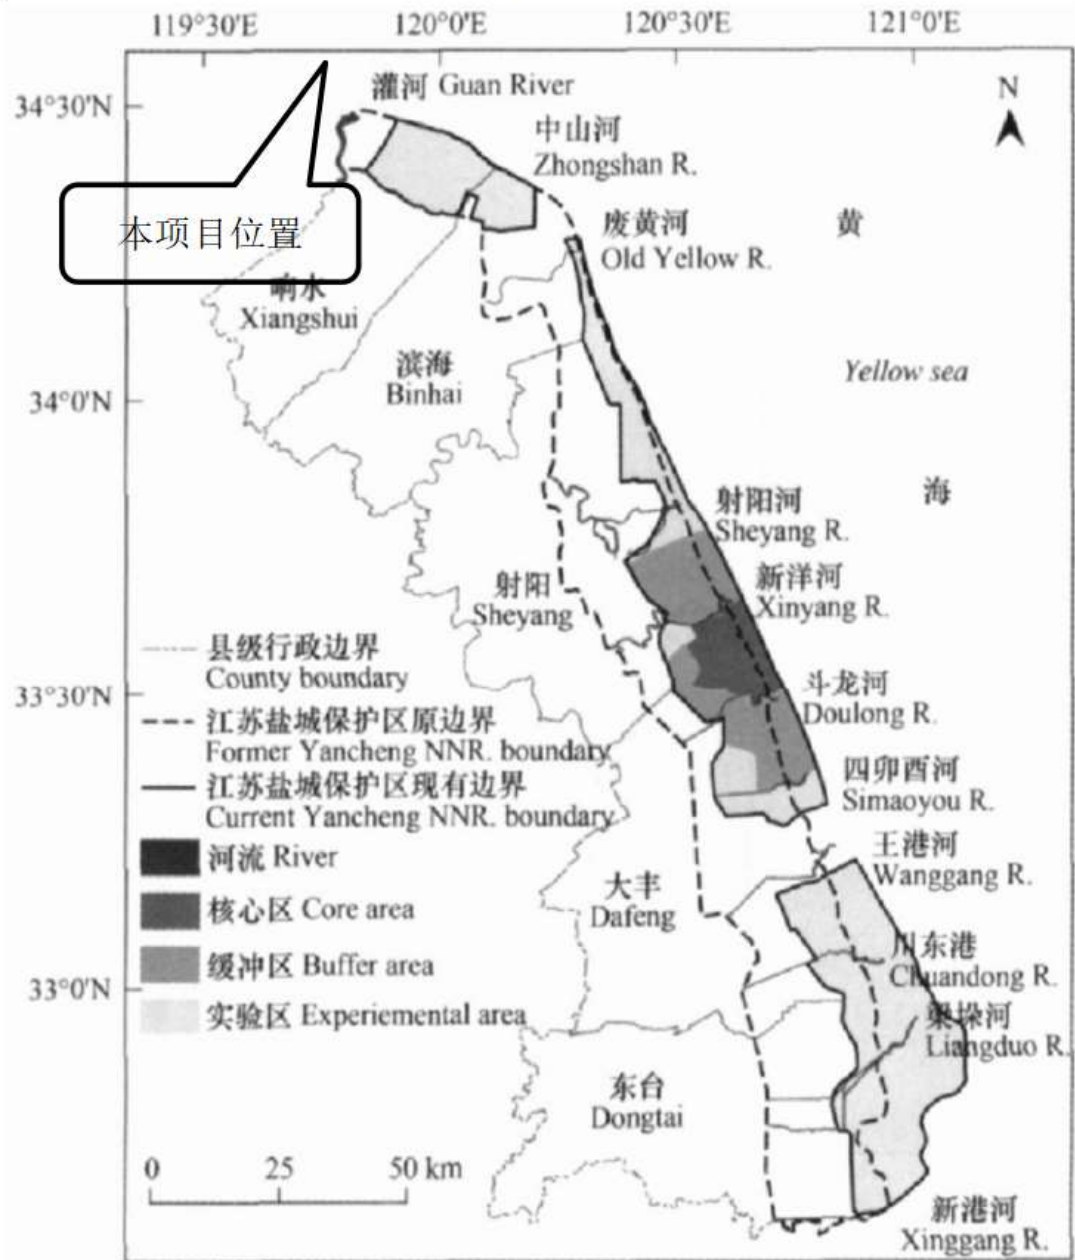 119°30'E
120°0'E
120°30'E
121°0'E
34°30'N
灌河 Guan River
N
中山河
Zhongshan R.
本项目位置
废黄河
Old Yellow R.
黄
响水
Xiangshui
滨海
Binhai
Yellow sea
34°0'N
海
射阳河
Sheyang R.
射阳
Sheyang
新洋河
Xinyang R.
县级行政边界
County boundary
33°30'N
斗龙河
Doulong R.
江苏盐城保护区原边界
Former Yancheng NNR. boundary
江苏盐城保护区现有边界
Current Yancheng NNR. boundary
四卯酉河
Simaoyou R.
河流 River
王港河
Wanggang R.
大丰
Dafeng
核心区 Core area
缓冲区 Buffer area
川东港
Chuandong R.
33°0'N
实验区 Experiemental area
梁垛河
Liangduo R.
东台
Dongtai
0
25
50 km
新港河
Xinggang R.